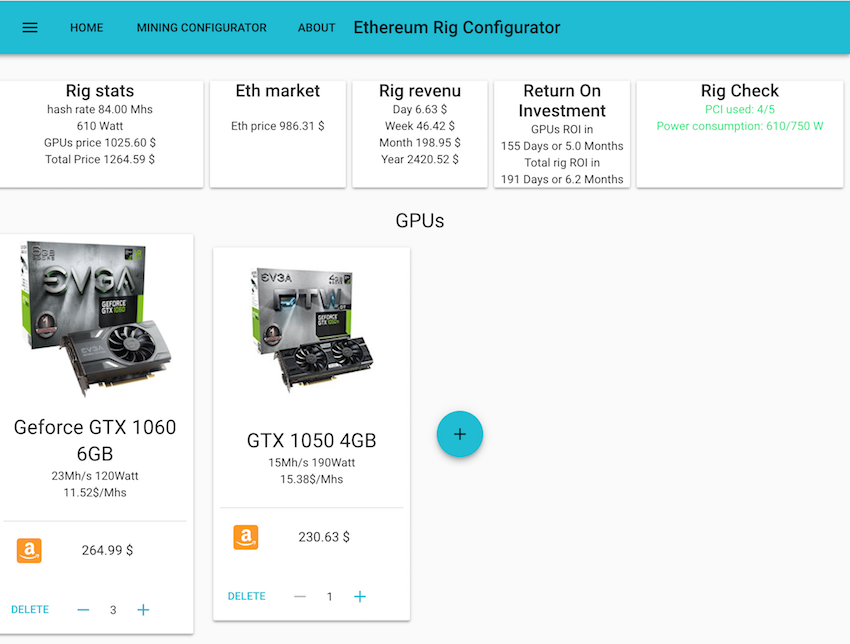 HOME
MINING CONFIGURATOR
ABOUT
Ethereum Rig Configurator
Rig stats
hash rate 84.00 Mhs
610 Watt
GPUs price 1025.60 $
Total Price 1264.59 $
Eth market
Eth price 986.31 $
Rig revenu
Day 6.63 $
Week 46.42 $
Month 198.95 $
Year 2420.52 $
Return On
Investment
GPUs ROI in
155 Days or 5.0 Months
Total rig ROI in
191 Days or 6.2 Months
Rig Check
PCI used: 4/5
Power consumption: 610/750 W
GPUs
EVGA
GEFORCE
GTX 1060
EVGA
Geforce GTX 1060
6GB
23Mh/s 120Watt
11.52$/Mhs
a
264.99 $
DELETE
3
EVGA
4GB
FTW
GEFORCE
GTX 1050
GTX 1050 4GB
15Mh/s 190Watt
15.38$/Mhs
a
230.63 $
DELETE
1